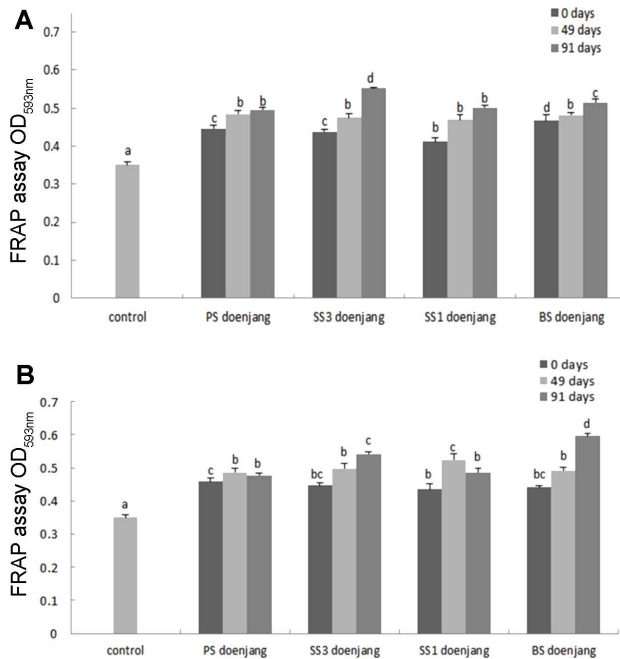 A
0 days
49 days
91 days
FRAP assay OD593nm
0.7
0.6
0.5
0.4
0.3
0.2
0.1
0
a
c b b
c b d
b b b
d b c
control PS doenjang SS3 doenjang SS1 doenjang BS doenjang
B
0 days
49 days
91 days
FRAP assay OD593nm
0.7
0.6
0.5
0.4
0.3
0.2
0.1
0
a
c b b
bc b c
b c b
bc b d
control PS doenjang SS3 doenjang SS1 doenjang BS doenjang